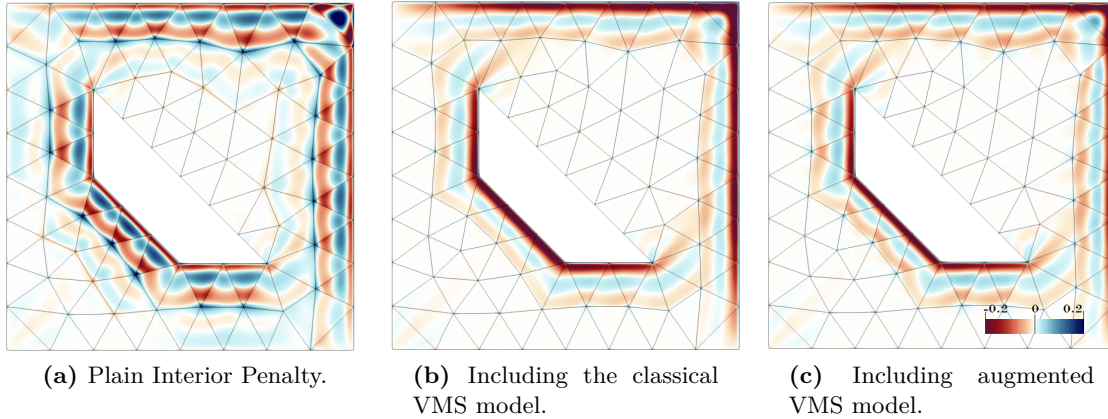 -0.2 0 0.2
(a) Plain Interior Penalty.
(b) Including the classical
VMS model.
(c) Including augmented
VMS model.